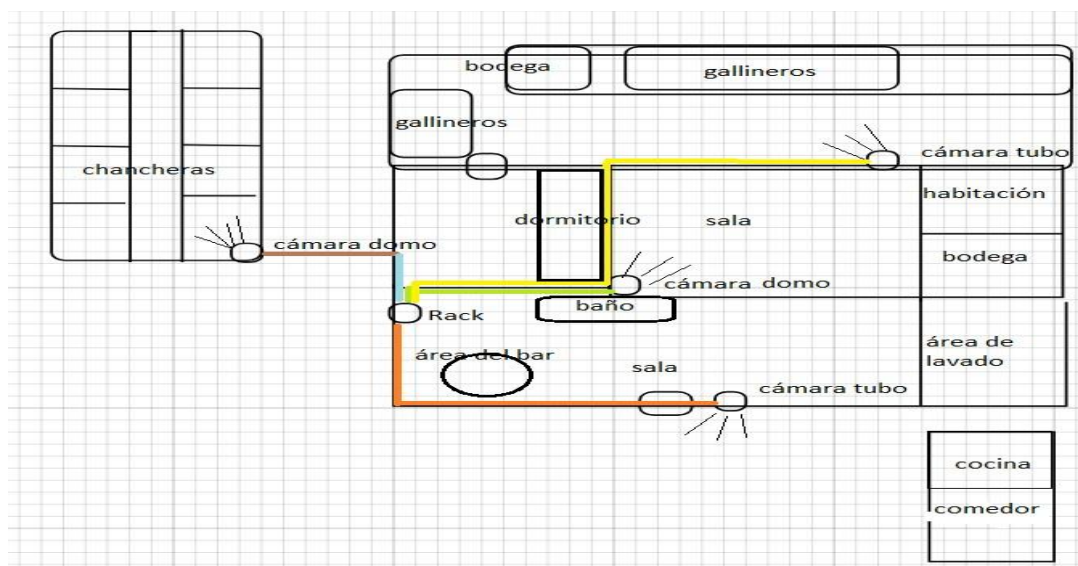 bodega
gallineros
gallineros
cámara tubo
chancheras
habitación
dormitorio
sala
cámara domo
bodega
cámara domo
baño
Rack
área de
lavado
área del bar
sala
cámara tubo
cocina
comedor